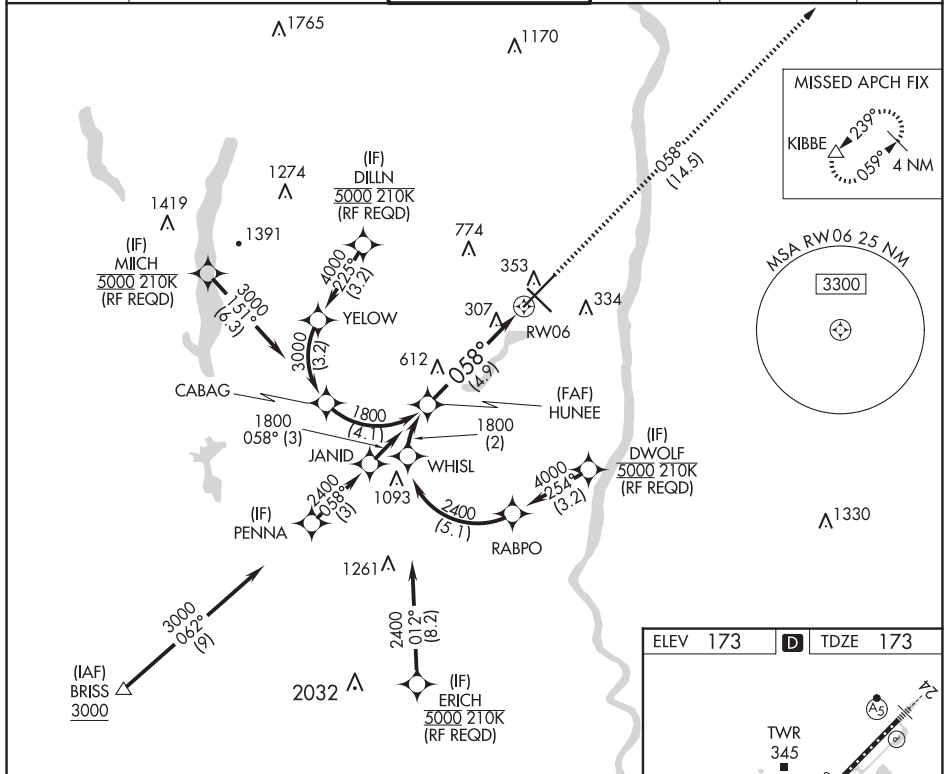 1765
1170
MISSED APCH FIX
239°
KIBBE
059°
4 NM
058°
(14.5)
(IF)
DILLN
5000 210K
(RF REQD)
1274
1419
1391
(IF)
MIICH
5000 210K
(RF REQD)
774
MSA RW06 25 NM
3300
4000
225°
(3.2)
353
334
307
RW06
3000
151°
(6.3)
YELOW
3000
(3.2)
612
058°
(4.9)
CABAG
(FAF)
HUNEE
1800
(4.1)
1800
058° (3)
1800
(2)
JANID
WHISL
(IF)
DWOLF
5000 210K
(RF REQD)
4000
254°
(3.2)
1093
2400
058°
(3)
2400
(5.1)
(IF)
PENNA
RABPO
1330
1261
3000
062°
(9)
2400
012°
(8.2)
(IAF)
BRISS
3000
2032
(IF)
ERICH
5000 210K
(RF REQD)
ELEV 173
D
TDZE 173
24
A5
P
TWR
345